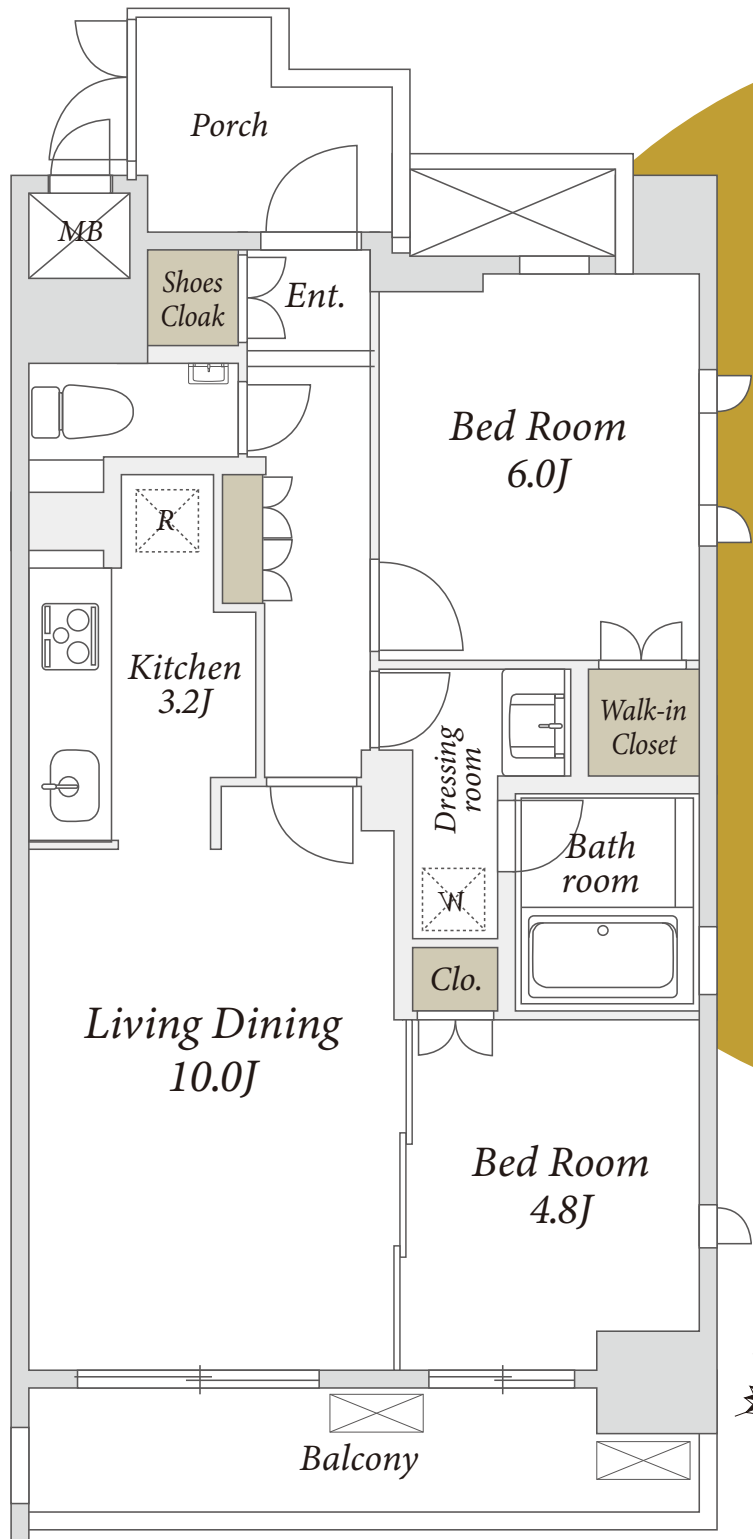 Porch
MB
Shoes
Cloak
Ent.
Bed Room
6.0J
R
Kitchen
3.2J
Walk-in
Closet
Dressing
room
Bath
room
W
Clo.
Living Dining
10.0J
Bed Room
4.8J
Balcony